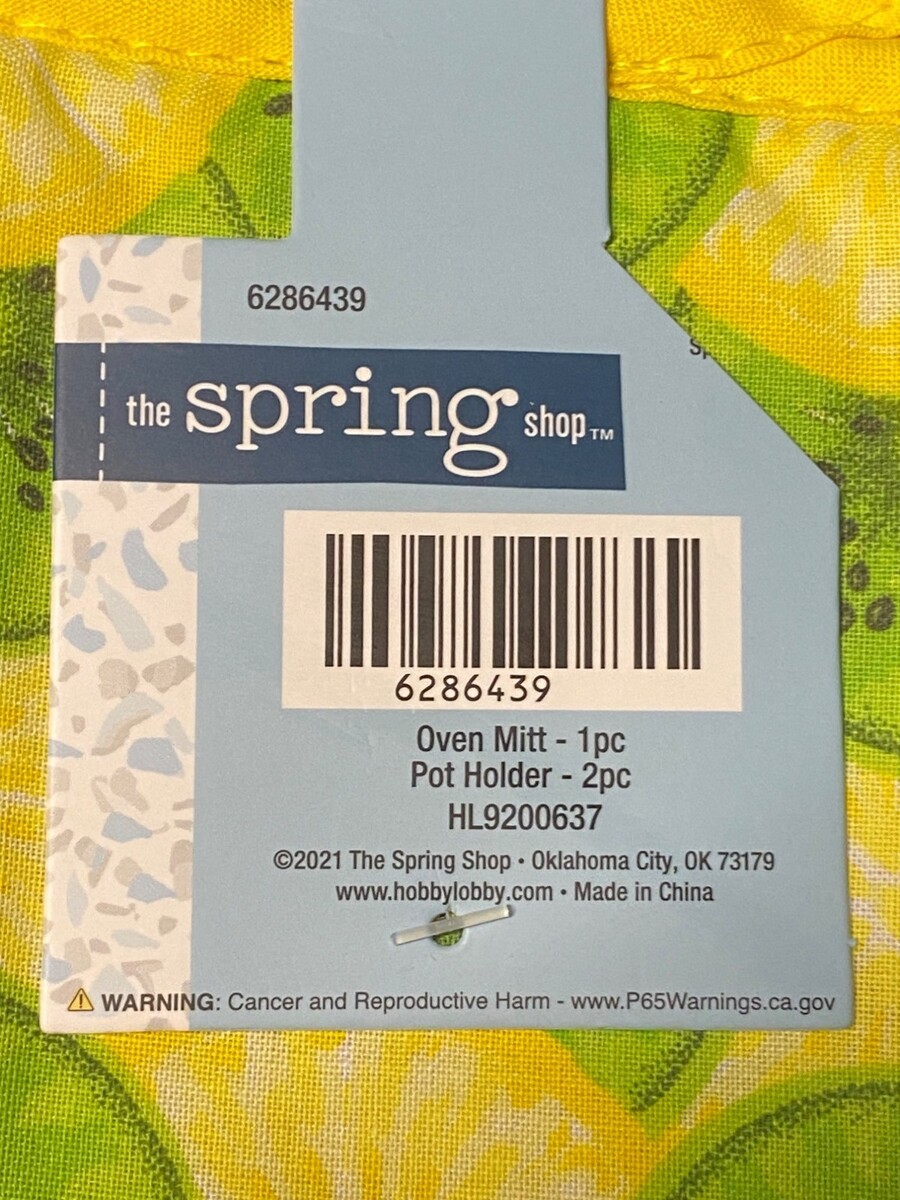 6286439
the spring shop™
6286439
Oven Mitt - 1pc
Pot Holder - 2pc
HL9200637
©2021 The Spring Shop • Oklahoma City, OK 73179
www.hobbylobby.com • Made in China
⚠ WARNING: Cancer and Reproductive Harm - www.P65Warnings.ca.gov